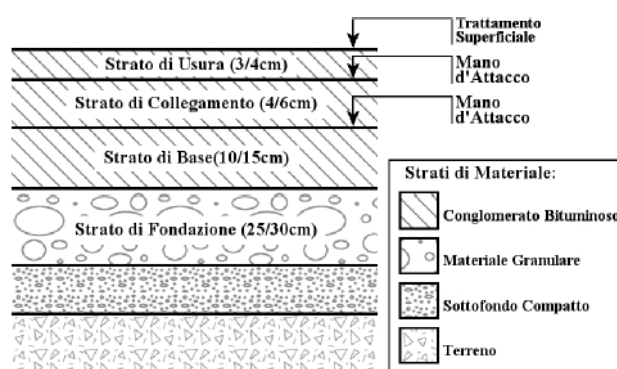 Trattamento
Superficiale
Strato di Usura (3/4cm)
Mano
d'Attacco
Strato di Collegamento (4/6cm)
Mano
d'Attacco
Strato di Base(10/15cm)
Strato di Fondazione (25/30cm)
Strati di Materiale:
Conglomerato Bituminoso
Materiale Granulare
Sottofondo Compatto
Terreno